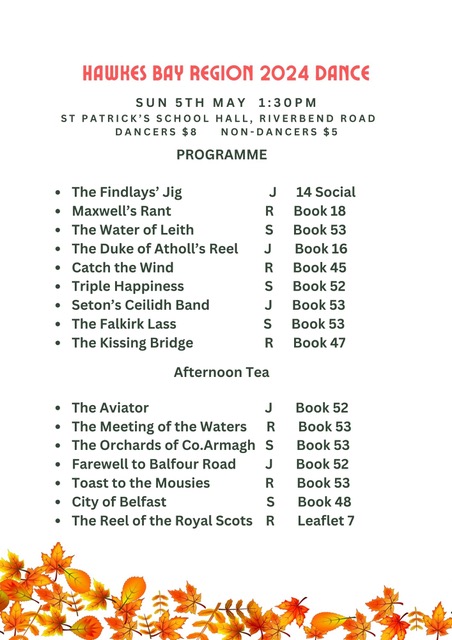 HAWKES BAY REGION 2024 DANCE
SUN 5TH MAY 1:30PM
ST PATRICK'S SCHOOL HALL, RIVERBEND ROAD
DANCERS $8 NON-DANCERS $5
PROGRAMME
• The Findlays' Jig J 14 Social
• Maxwell's Rant R Book 18
• The Water of Leith S Book 53
• The Duke of Atholl's Reel J Book 16
• Catch the Wind R Book 45
• Triple Happiness S Book 52
• Seton's Ceilidh Band J Book 53
• The Falkirk Lass S Book 53
• The Kissing Bridge R Book 47
Afternoon Tea
• The Aviator J Book 52
• The Meeting of the Waters R Book 53
• The Orchards of Co.Armagh S Book 53
• Farewell to Balfour Road J Book 52
• Toast to the Mousies R Book 53
• City of Belfast S Book 48
• The Reel of the Royal Scots R Leaflet 7